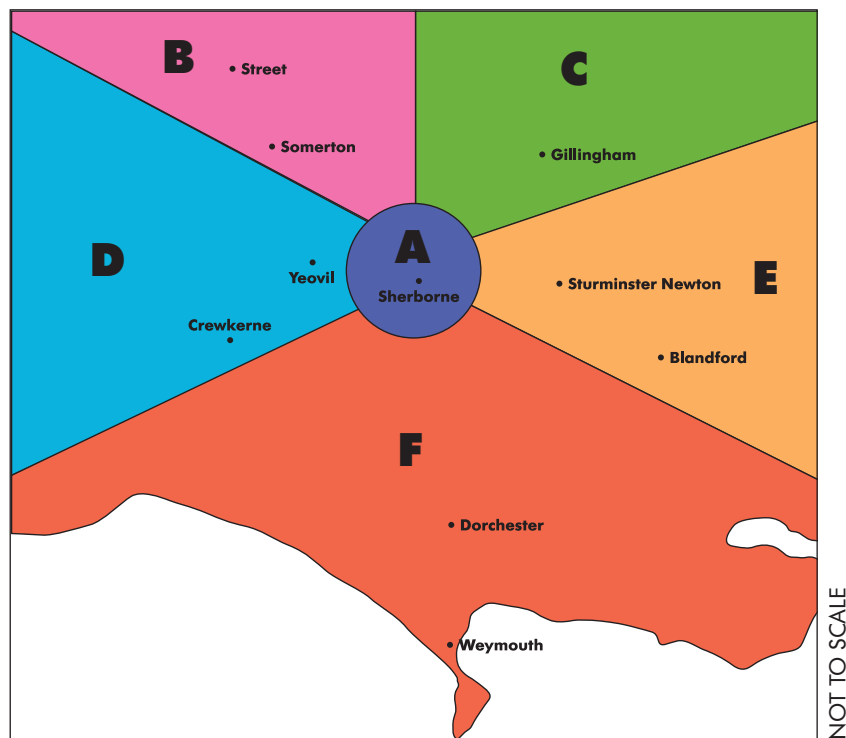 B
Street
C
Somerton
Gillingham
A
D
Yeovil
Sherborne
Sturminster Newton
E
Crewkerne
Blandford
F
Dorchester
Weymouth
NOT TO SCALE